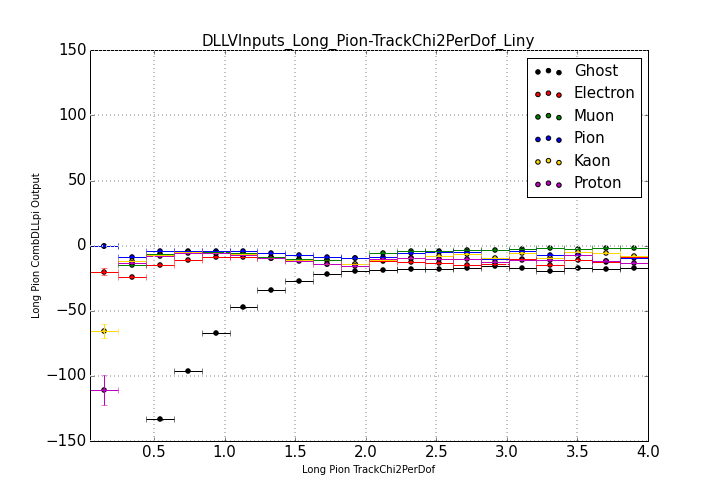 DLLVInputs_Long_Pion-TrackChi2PerDof_Liny
150
100
50
0
−50
−100
−150
Long Pion CombDLLpi Output
Ghost
Electron
Muon
Pion
Kaon
Proton
0.5 1.0 1.5 2.0 2.5 3.0 3.5 4.0
Long Pion TrackChi2PerDof